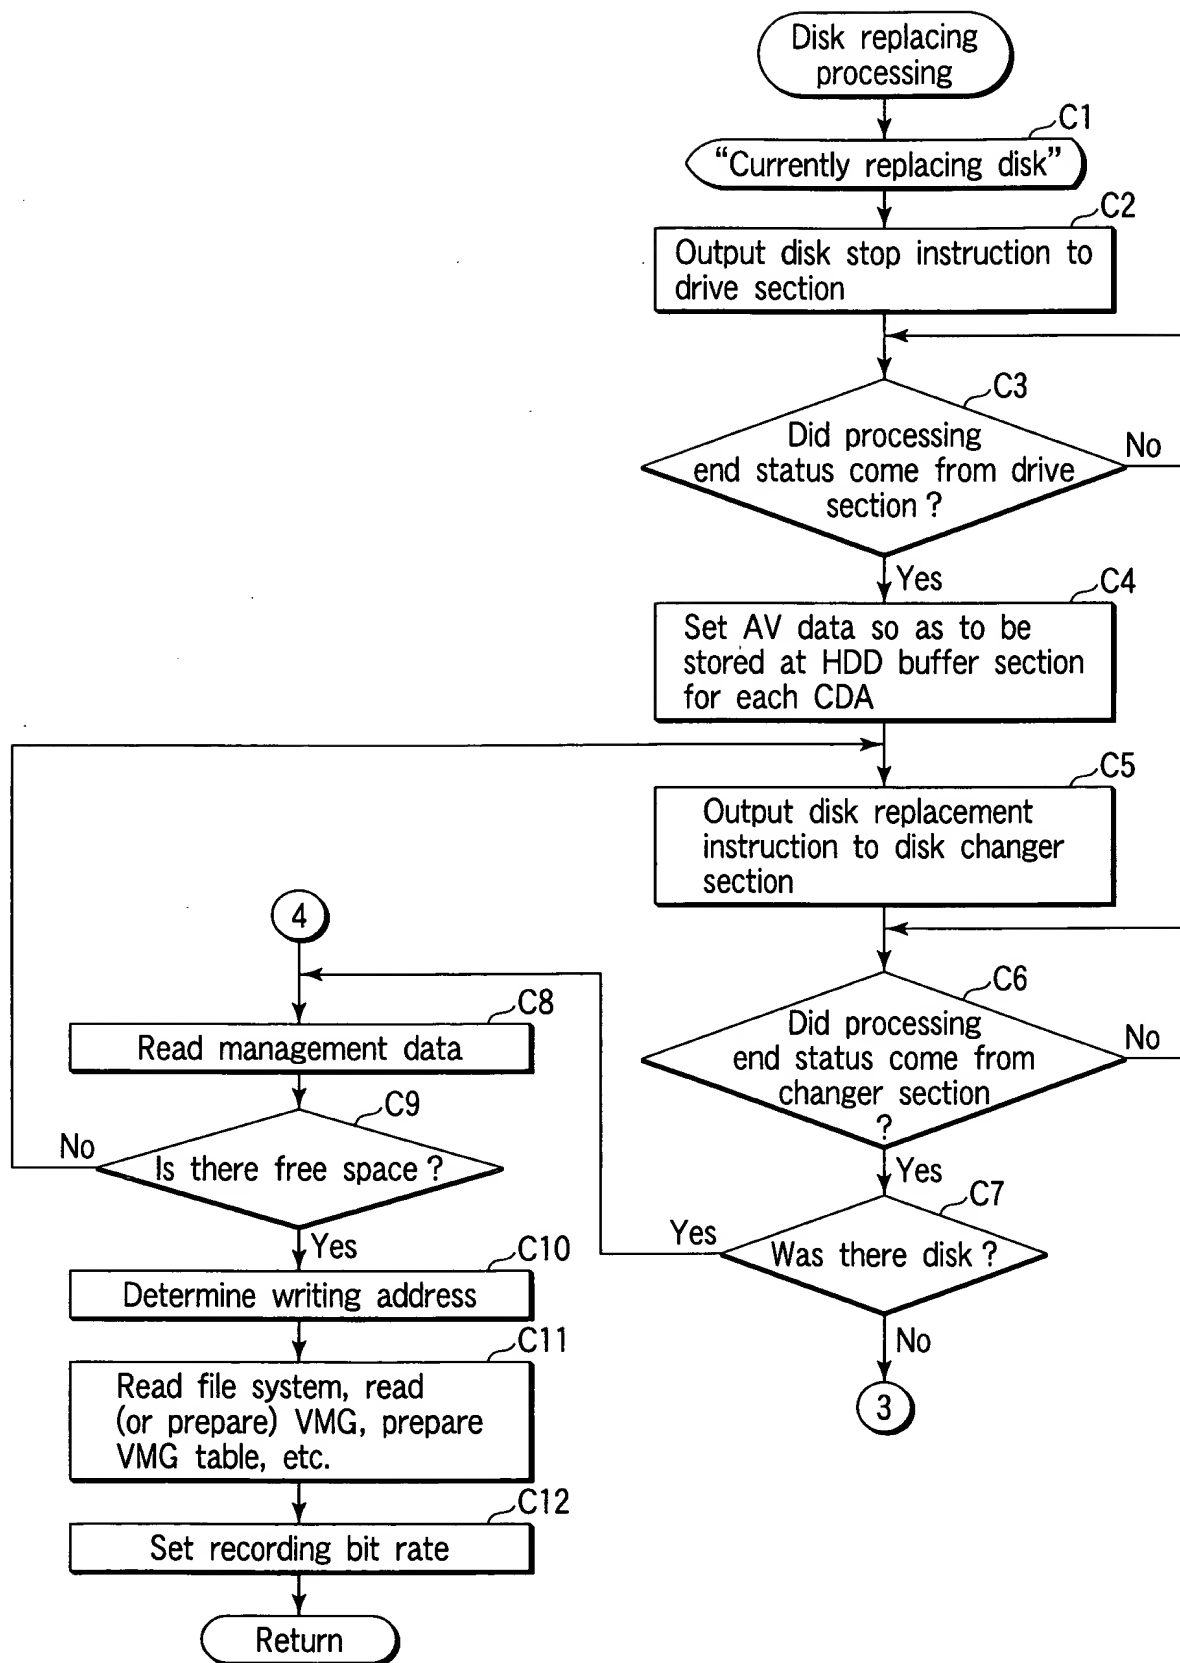 Disk replacing
processing
C1
“Currently replacing disk”
C2
Output disk stop instruction to
drive section
C3
Did processing
end status come from drive
section ?
No
Yes
C4
Set AV data so as to be
stored at HDD buffer section
for each CDA
C5
Output disk replacement
instruction to disk changer
section
C6
Did processing
end status come from
changer section
?
No
Yes
C7
Was there disk ?
Yes
No
3
4
C8
Read management data
C9
Is there free space ?
No
Yes
C10
Determine writing address
C11
Read file system, read
(or prepare) VMG, prepare
VMG table, etc.
C12
Set recording bit rate
Return